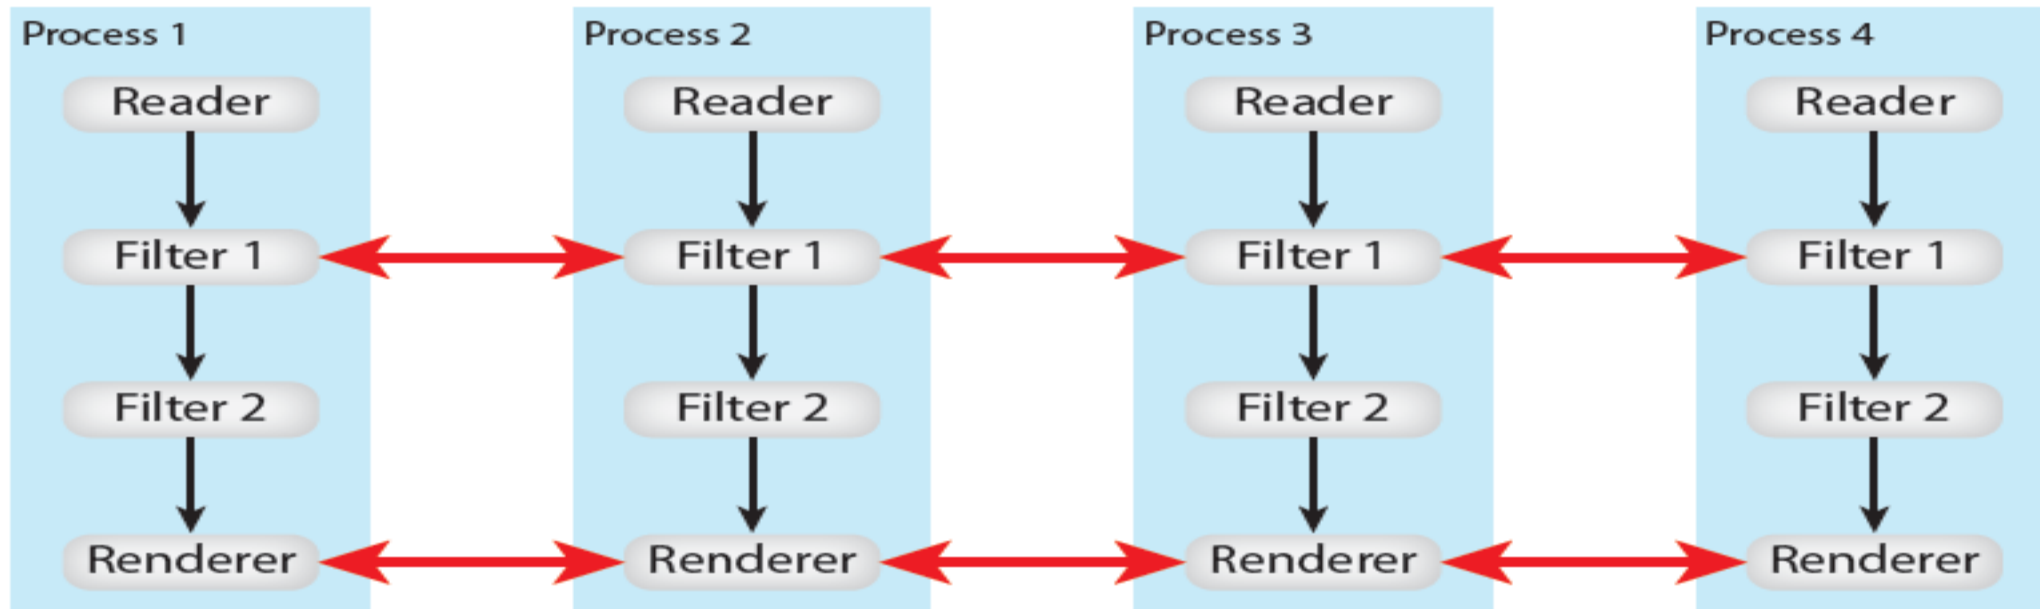 Process 1
Reader
Filter 1
Filter 2
Renderer
Process 2
Reader
Filter 1
Filter 2
Renderer
Process 3
Reader
Filter 1
Filter 2
Renderer
Process 4
Reader
Filter 1
Filter 2
Renderer